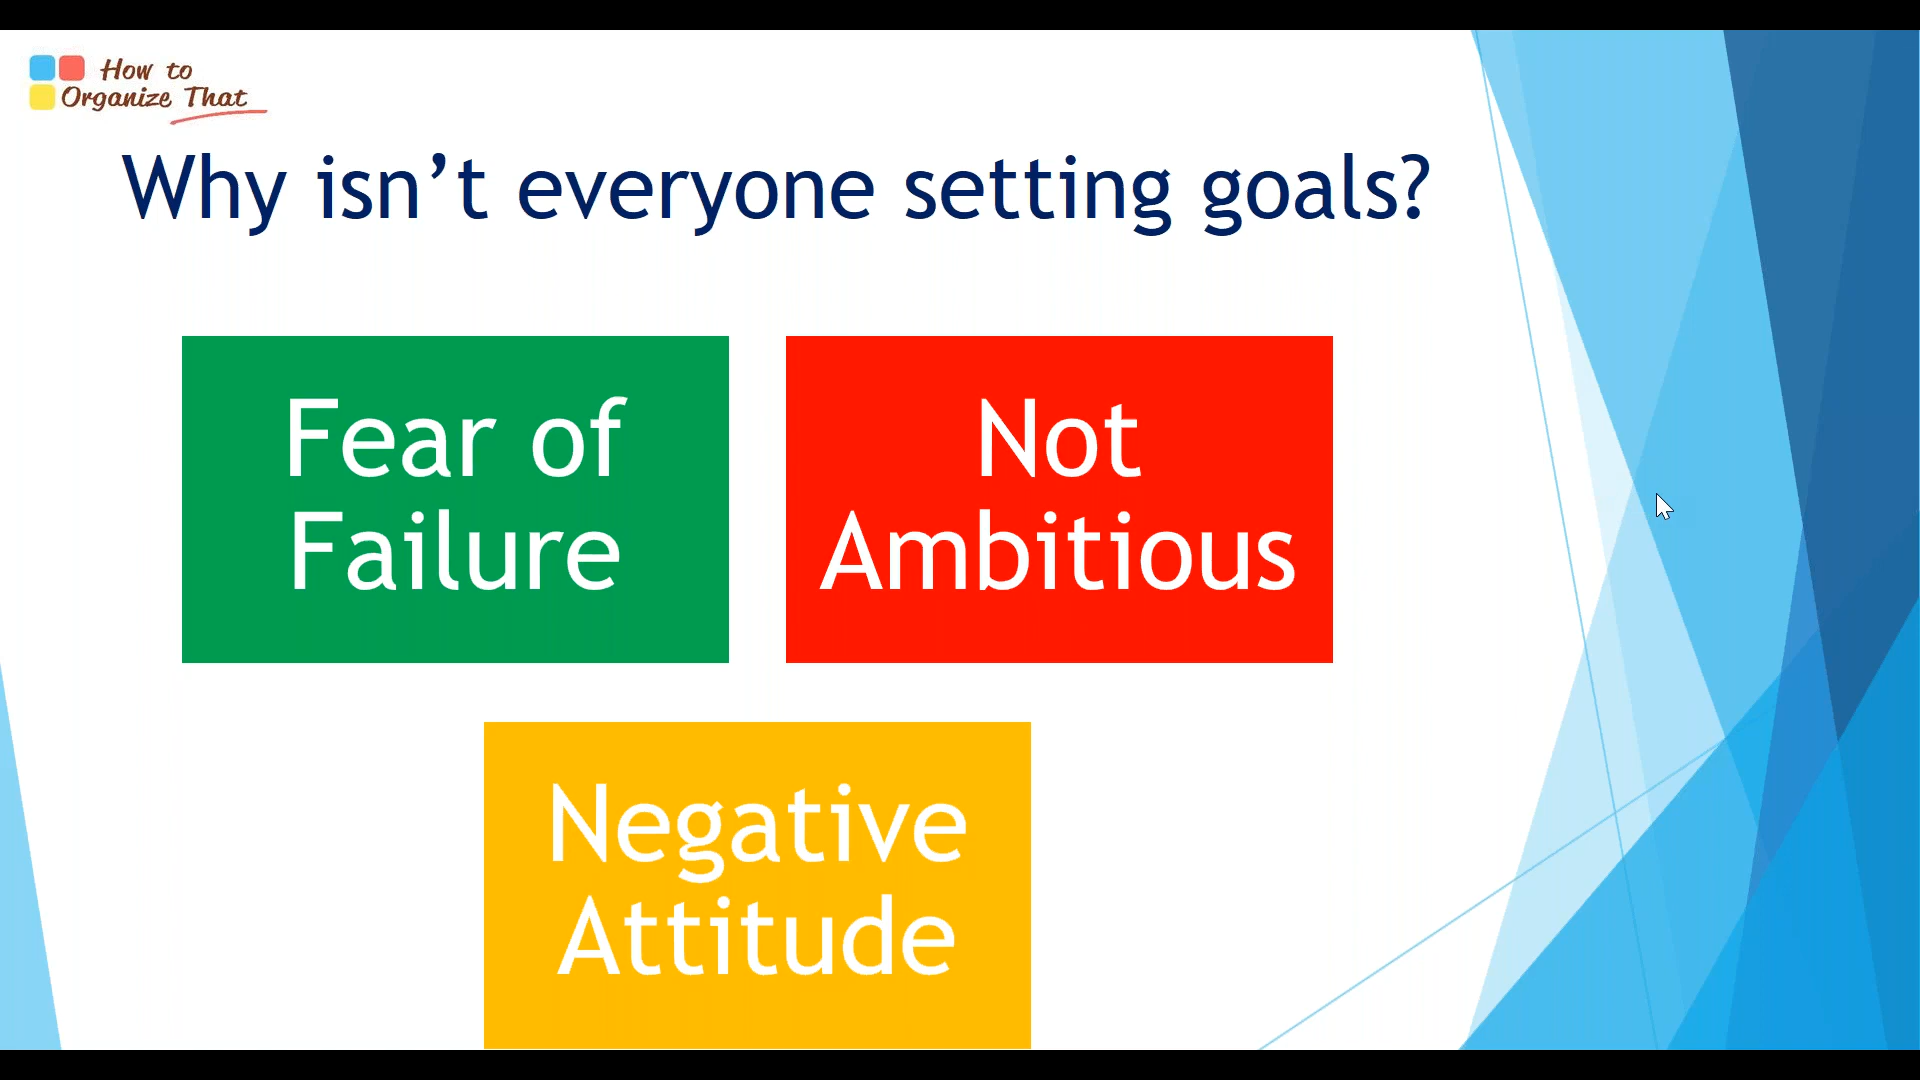 How to
Organize That
Why isn’t everyone setting goals?
Fear of
Failure
Not
Ambitious
Negative
Attitude